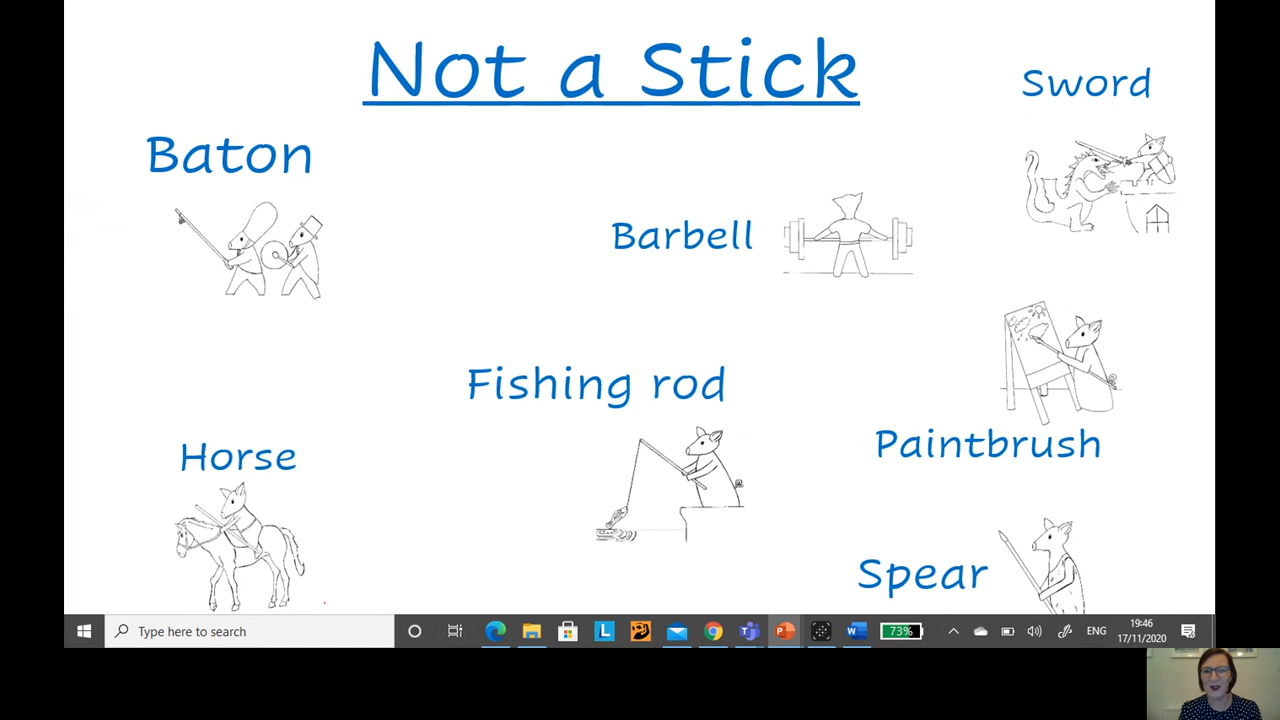 Not a Stick
Sword
Baton
Barbell
Fishing rod
Paintbrush
Horse
Spear
Type here to search
L
73%
ENG
19:46
17/11/2020